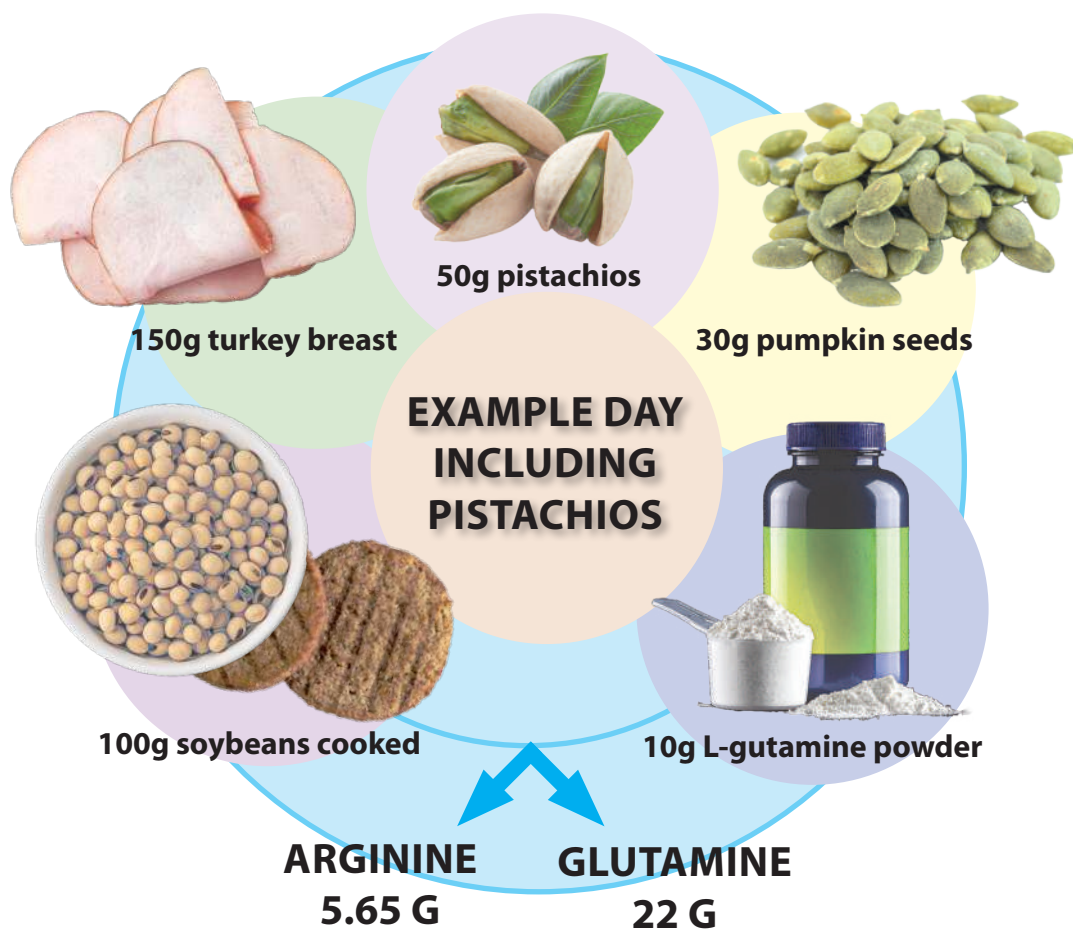 50g pistachios
150g turkey breast
30g pumpkin seeds
EXAMPLE DAY
INCLUDING
PISTACHIOS
100g soybeans cooked
10g L-gutamine powder
ARGININE
5.65 G
GLUTAMINE
22 G